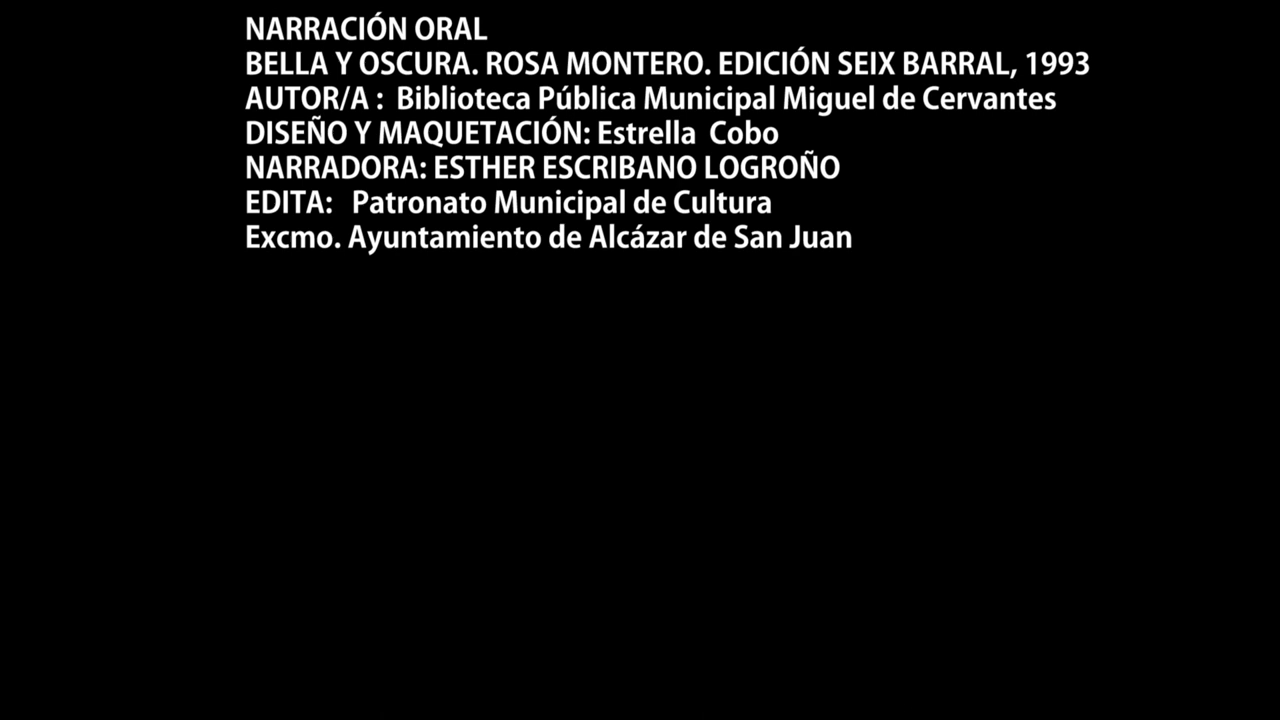 NARRACIÓN ORAL
BELLA Y OSCURA. ROSA MONTERO. EDICIÓN SEIX BARRAL, 1993
AUTOR/A : Biblioteca Pública Municipal Miguel de Cervantes
DISEÑO Y MAQUETACIÓN: Estrella Cobo
NARRADORA: ESTHER ESCRIBANO LOGROÑO
EDITA: Patronato Municipal de Cultura
Excmo. Ayuntamiento de Alcázar de San Juan